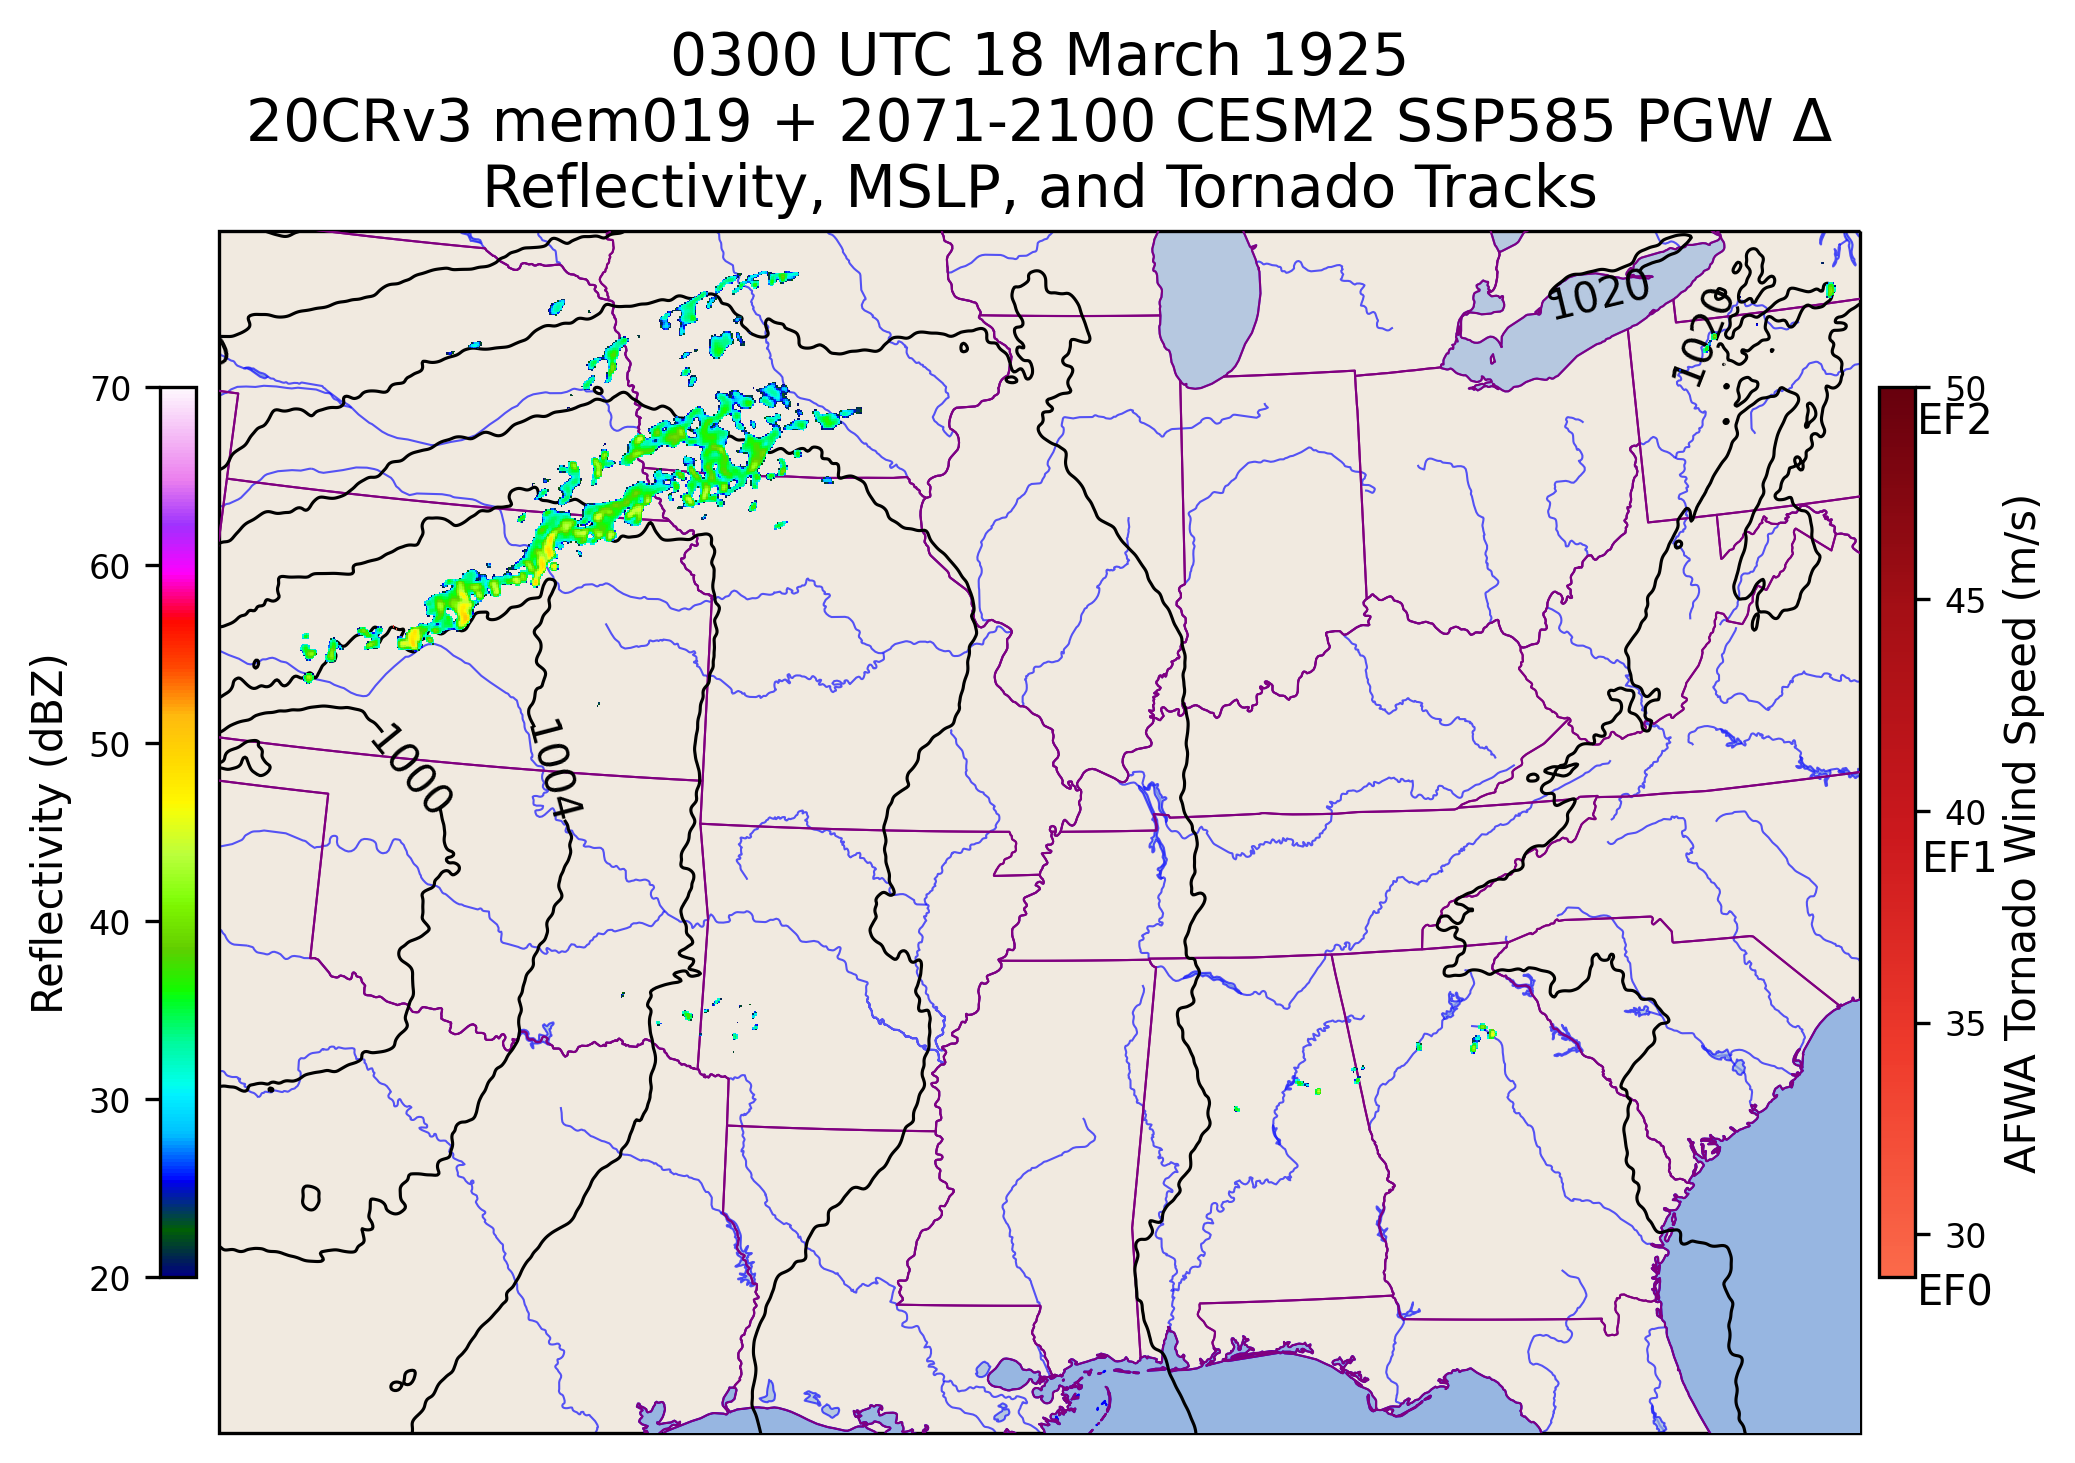 0300 UTC 18 March 1925
20CRv3 mem019 + 2071-2100 CESM2 SSP585 PGW Δ
Reflectivity, MSLP, and Tornado Tracks
1020
1020
1000
1004
70
60
50
40
30
20
Reflectivity (dBZ)
50
EF2
45
40
EF1
35
30
EF0
AFWA Tornado Wind Speed (m/s)